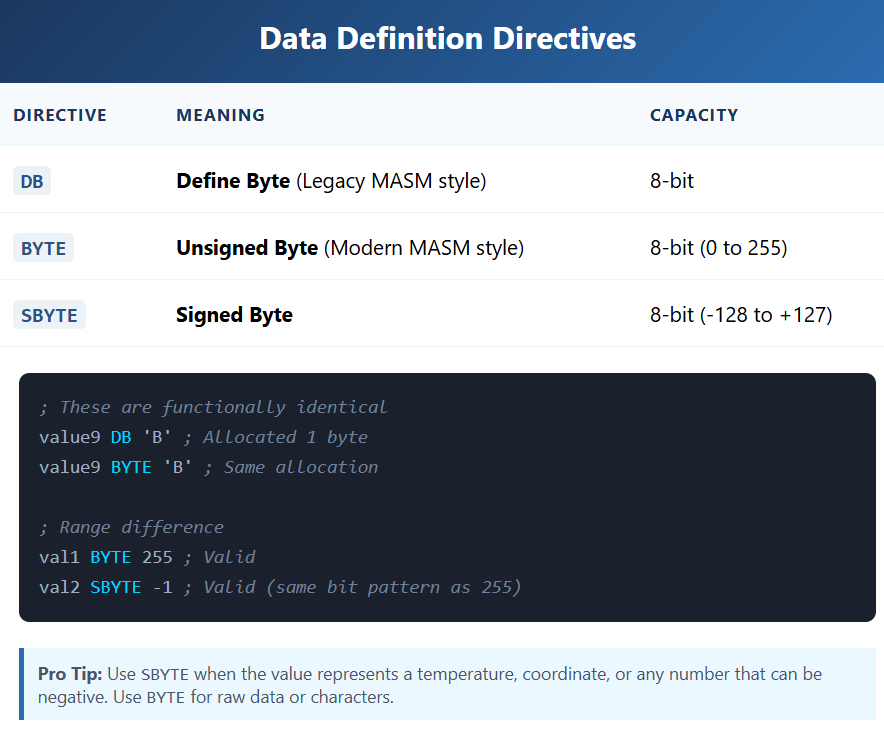 Data Definition Directives
DIRECTIVE MEANING CAPACITY
DB Define Byte (Legacy MASM style) 8-bit
BYTE Unsigned Byte (Modern MASM style) 8-bit (0 to 255)
SBYTE Signed Byte 8-bit (-128 to +127)
; These are functionally identical
value9 DB 'B' ; Allocated 1 byte
value9 BYTE 'B' ; Same allocation
; Range difference
val1 BYTE 255 ; Valid
val2 SBYTE -1 ; Valid (same bit pattern as 255)
Pro Tip: Use SBYTE when the value represents a temperature, coordinate, or any number that can be
negative. Use BYTE for raw data or characters.